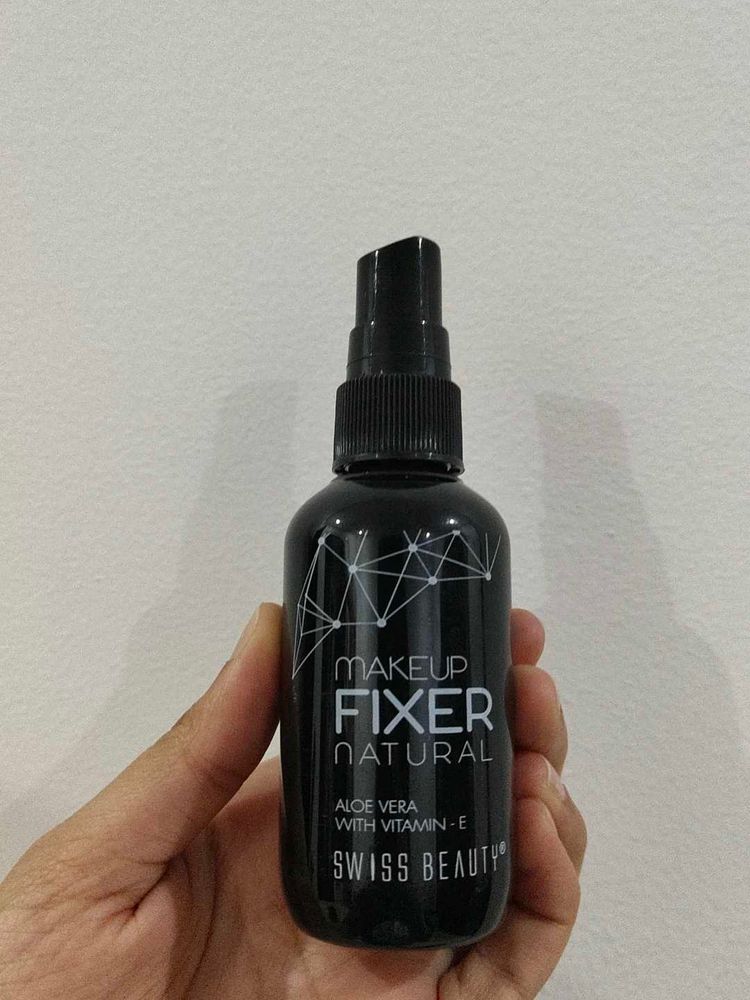 MAKEUP
FIXER
NATURAL
ALOE VERA
WITH VITAMIN - E
SWISS BEAUTY®